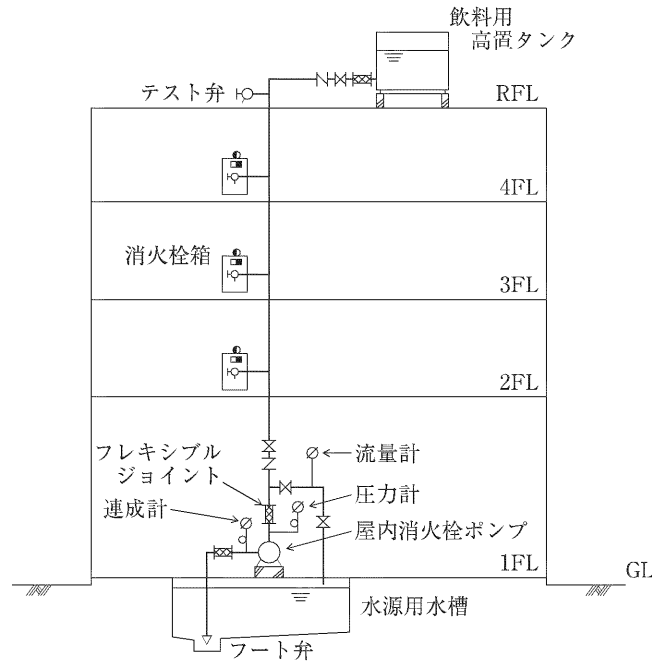 飲料用
高置タンク
テスト弁
RFL
4FL
消火栓箱
3FL
2FL
フレキシブル
ジョイント
流量計
連成計
圧力計
屋内消火栓ポンプ
1FL
GL
水源用水槽
フート弁